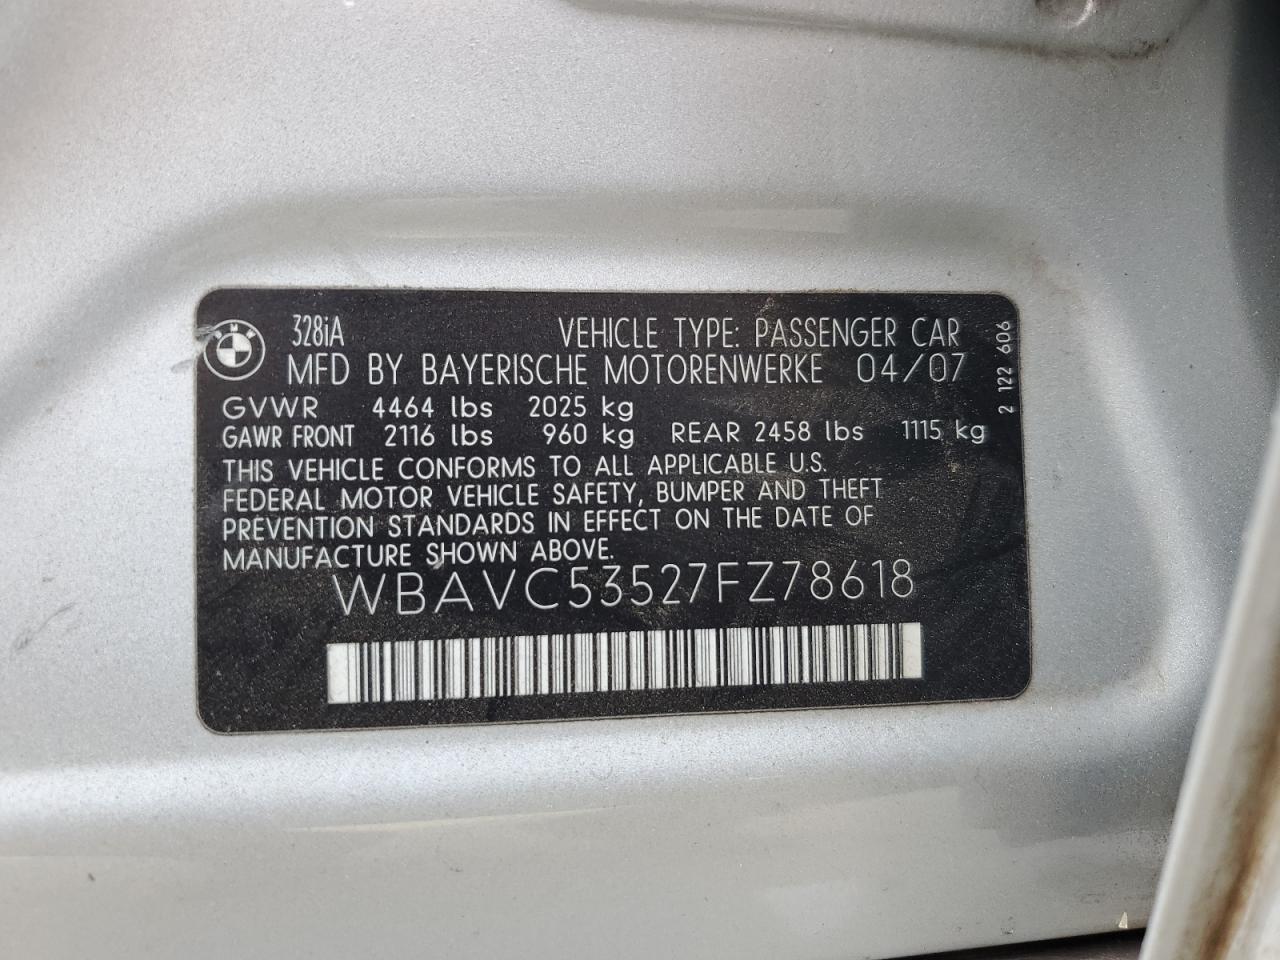 BMW
328iA VEHICLE TYPE: PASSENGER CAR
MFD BY BAYERISCHE MOTORENWERKE 04/07
GVWR 4464 lbs 2025 kg
GAWR FRONT 2116 lbs 960 kg REAR 2458 lbs 1115 kg
THIS VEHICLE CONFORMS TO ALL APPLICABLE U.S.
FEDERAL MOTOR VEHICLE SAFETY, BUMPER AND THEFT
PREVENTION STANDARDS IN EFFECT ON THE DATE OF
MANUFACTURE SHOWN ABOVE.
WBAVC53527FZ78618
2 122 606